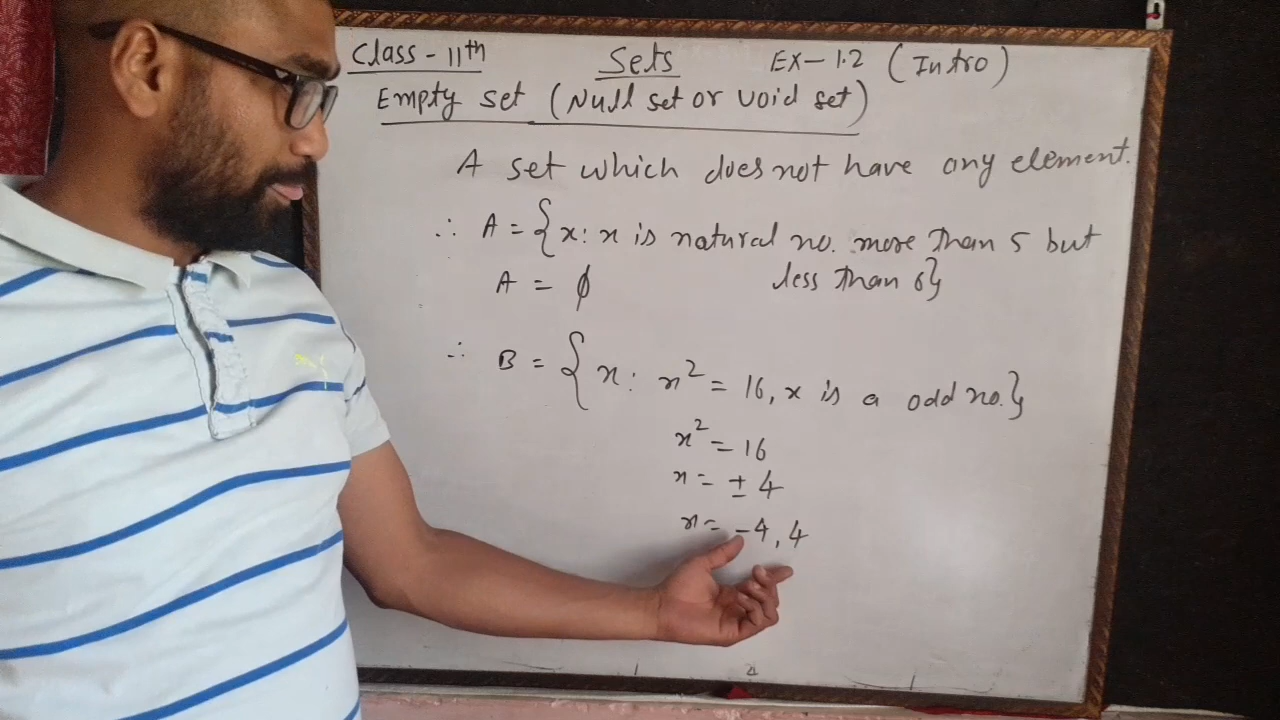 Class - 11th Sets EX - 1.2 (Intro)
Empty set (Null set or void set)
A set which does not have any element.
∴ A = {x: x is natural no. more than 5 but
less than 6}
A = ϕ
∴ B = {x: x² = 16, x is a odd no.}
x² = 16
x = ± 4
x = -4, 4